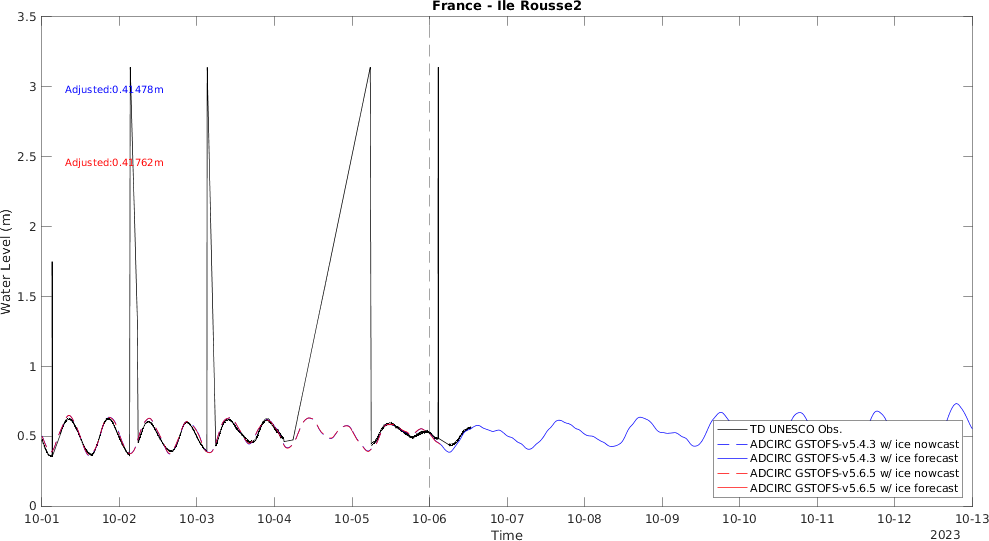 France - Ile Rousse2
3.5
3
2.5
2
1.5
1
0.5
0
Water Level (m)
Adjusted:0.41478m
Adjusted:0.41762m
TD UNESCO Obs.
ADCIRC GSTOFS-v5.4.3 w/ ice nowcast
ADCIRC GSTOFS-v5.4.3 w/ ice forecast
ADCIRC GSTOFS-v5.6.5 w/ ice nowcast
ADCIRC GSTOFS-v5.6.5 w/ ice forecast
10-01 10-02 10-03 10-04 10-05 10-06 10-07 10-08 10-09 10-10 10-11 10-12 10-13
Time
2023